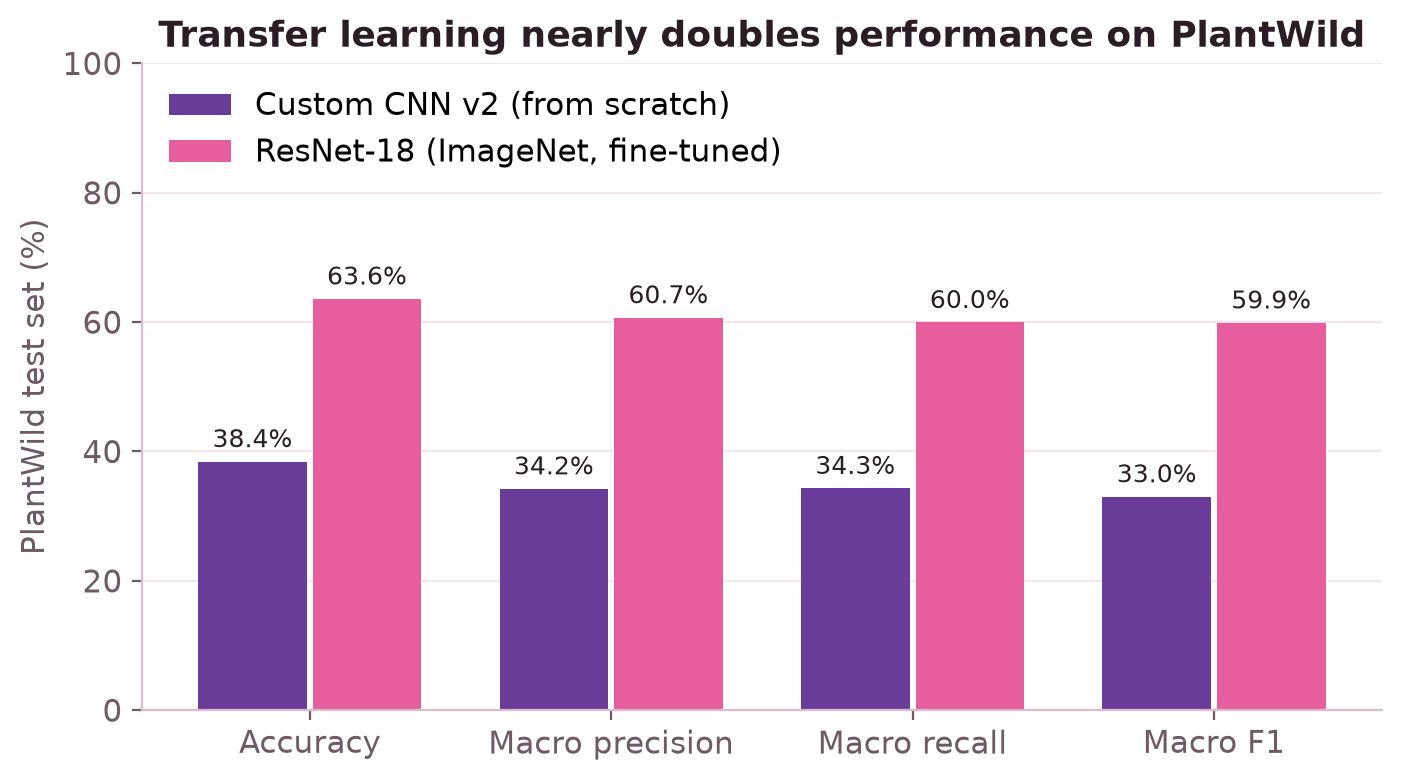 Transfer learning nearly doubles performance on PlantWild
Custom CNN v2 (from scratch)
ResNet-18 (ImageNet, fine-tuned)
PlantWild test set (%)
100
80
60
40
20
0
38.4%
63.6%
34.2%
60.7%
34.3%
60.0%
33.0%
59.9%
Accuracy
Macro precision
Macro recall
Macro F1